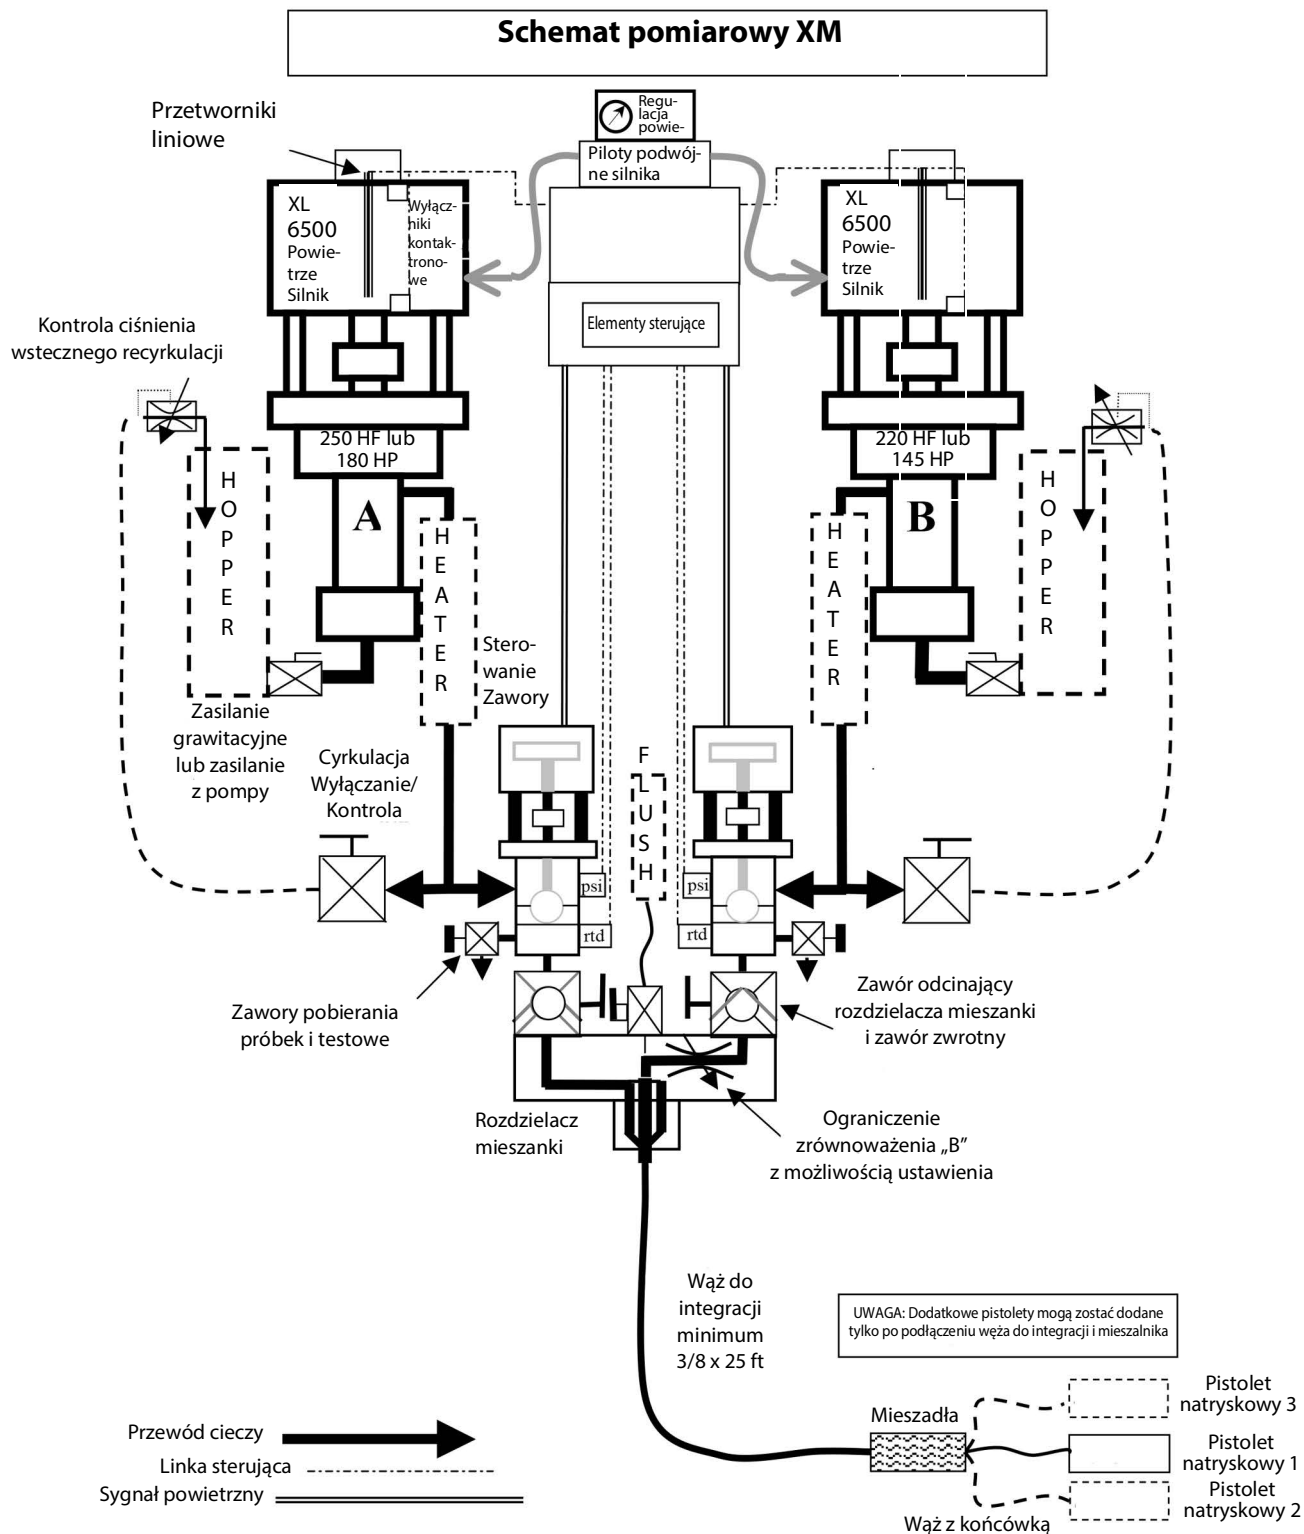 Schemat pomiarowy XM
Regu-
lacja
powie-
Przetworniki
liniowe
Piloty podwój-
ne silnika
XL
6500
Powie-
trze
Silnik
Wyłącz-
niki
kontak-
trono-
we
XL
6500
Powie-
trze
Silnik
Elementy sterujące
Kontrola ciśnienia
wstecznego recyrkulacji
250 HF lub
180 HP
220 HF lub
145 HP
HOPPER
A
HEATER
HEATER
B
HOPPER
Stero-
wanie
Zawory
Zasilanie
grawitacyjne
lub zasilanie
z pompy
Cyrkulacja
Wyłączanie/
Kontrola
FLUSH
psi
psi
rtd
rtd
Zawory pobierania
próbek i testowe
Zawór odcinający
rozdzielacza mieszanki
i zawór zwrotny
Rozdzielacz
mieszanki
Ograniczenie
zrównoważenia „B”
z możliwością ustawienia
Wąż do
integracji
minimum
3/8 x 25 ft
UWAGA: Dodatkowe pistolety mogą zostać dodane
tylko po podłączeniu węża do integracji i mieszalnika
Mieszadła
Pistolet
natryskowy 3
Pistolet
natryskowy 1
Pistolet
natryskowy 2
Wąż z końcówką
Przewód cieczy
Linka sterująca
Sygnał powietrzny